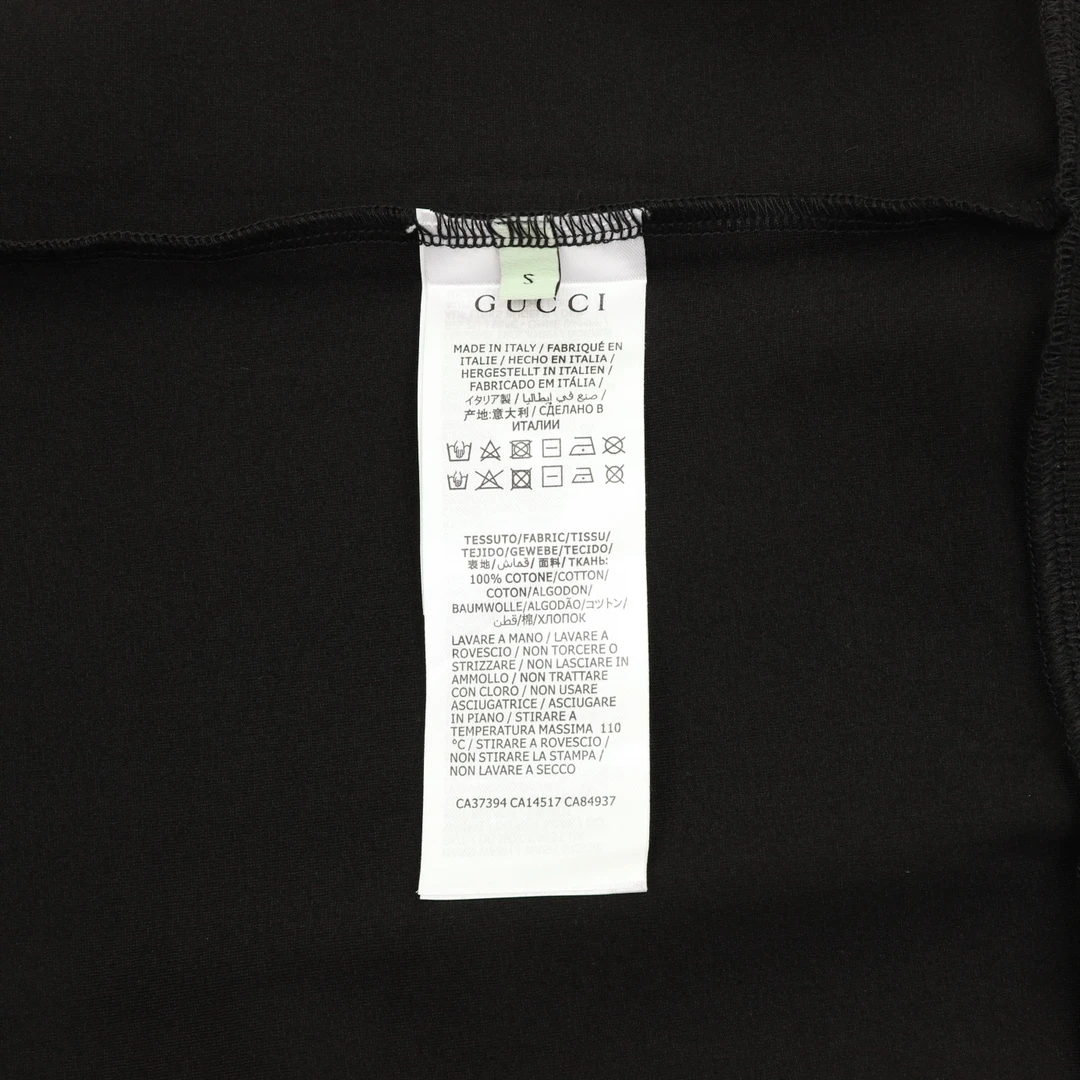 S
GUCCI
MADE IN ITALY / FABRIQUÉ EN
ITALIE / HECHO EN ITALIA /
HERGESTELLT IN ITALIEN /
FABRICADO EM ITÁLIA /
イタリア製 / صنع في إيطاليا /
产地:意大利 / СДЕЛАНО В
ИТАЛИИ
TESSUTO/FABRIC/TISSU/
TEJIDO/GEWEBE/TECIDO/
表地/قماش/ 面料/ ТКАНЬ:
100% COTONE/COTTON/
COTON/ALGODON/
BAUMWOLLE/ALGODÃO/コットン/
قطن/棉/ХЛОПОК
LAVARE A MANO / LAVARE A
ROVESCIO / NON TORCERE O
STRIZZARE / NON LASCIARE IN
AMMOLLO / NON TRATTARE
CON CLORO / NON USARE
ASCIUGATRICE / ASCIUGARE
IN PIANO / STIRARE A
TEMPERATURA MASSIMA 110
°C / STIRARE A ROVESCIO /
NON STIRARE LA STAMPA /
NON LAVARE A SECCO
CA37394 CA14517 CA84937